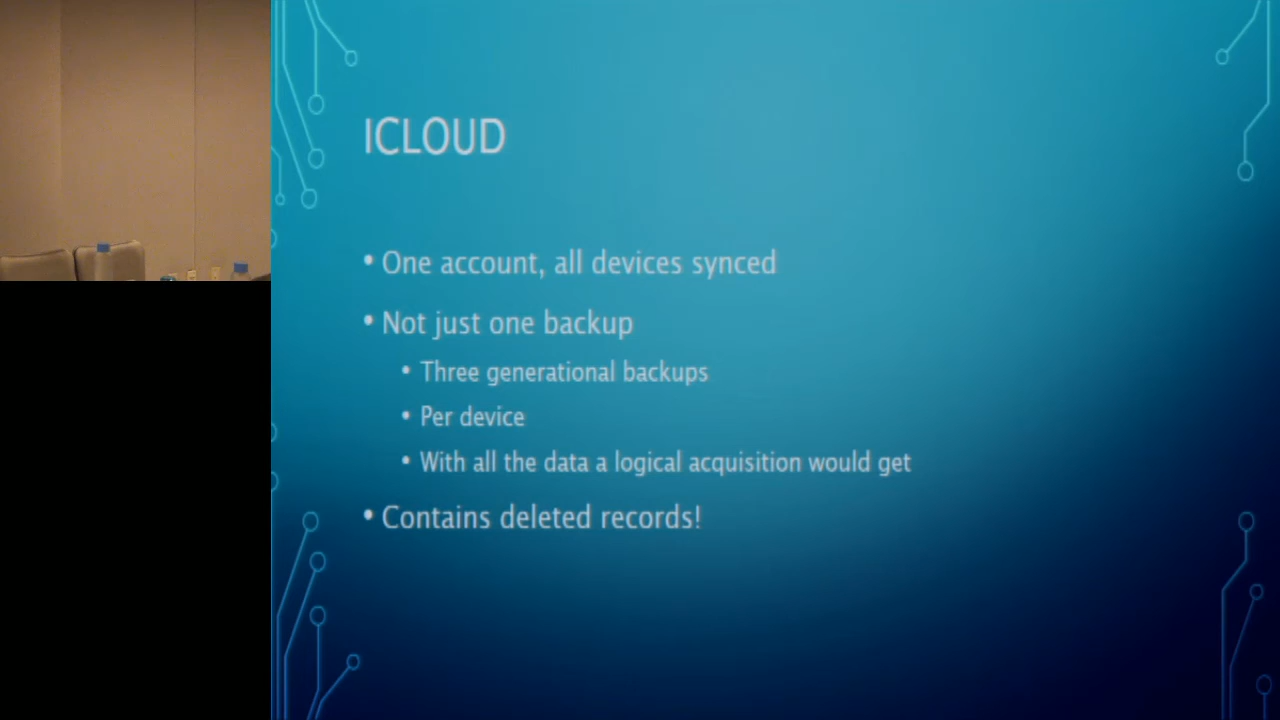 ICLOUD
• One account, all devices synced
• Not just one backup
• Three generational backups
• Per device
• With all the data a logical acquisition would get
• Contains deleted records!